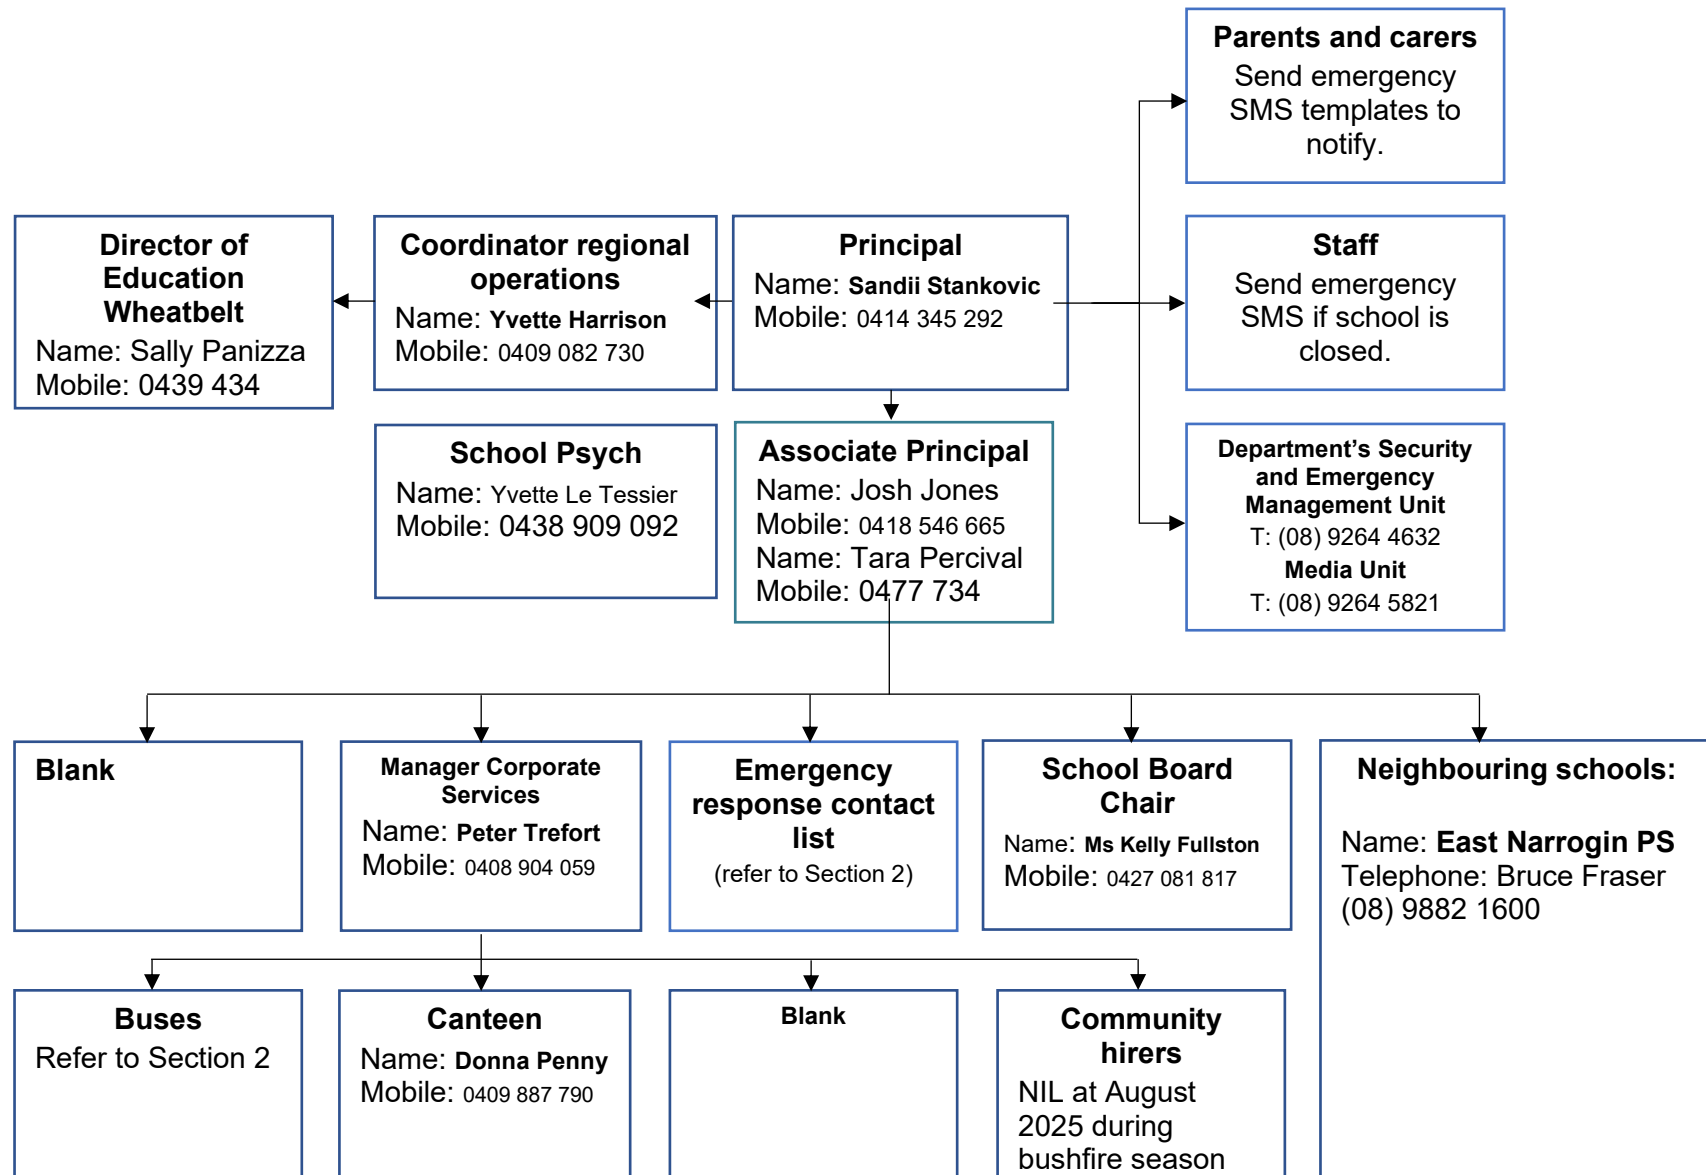 Parents and carers
Send emergency
SMS templates to
notify.
Director of
Education
Wheatbelt
Name: Sally Panizza
Mobile: 0439 434
Coordinator regional
operations
Name: Yvette Harrison
Mobile: 0409 082 730
Principal
Name: Sandii Stankovic
Mobile: 0414 345 292
Staff
Send emergency
SMS if school is
closed.
School Psych
Name: Yvette Le Tessier
Mobile: 0438 909 092
Associate Principal
Name: Josh Jones
Mobile: 0418 546 665
Name: Tara Percival
Mobile: 0477 734
Department’s Security
and Emergency
Management Unit
T: (08) 9264 4632
Media Unit
T: (08) 9264 5821
Blank
Manager Corporate
Services
Name: Peter Trefort
Mobile: 0408 904 059
Emergency
response contact
list
(refer to Section 2)
School Board
Chair
Name: Ms Kelly Fullston
Mobile: 0427 081 817
Neighbouring schools:
Name: East Narrogin PS
Telephone: Bruce Fraser
(08) 9882 1600
Buses
Refer to Section 2
Canteen
Name: Donna Penny
Mobile: 0409 887 790
Blank
Community
hirers
NIL at August
2025 during
bushfire season